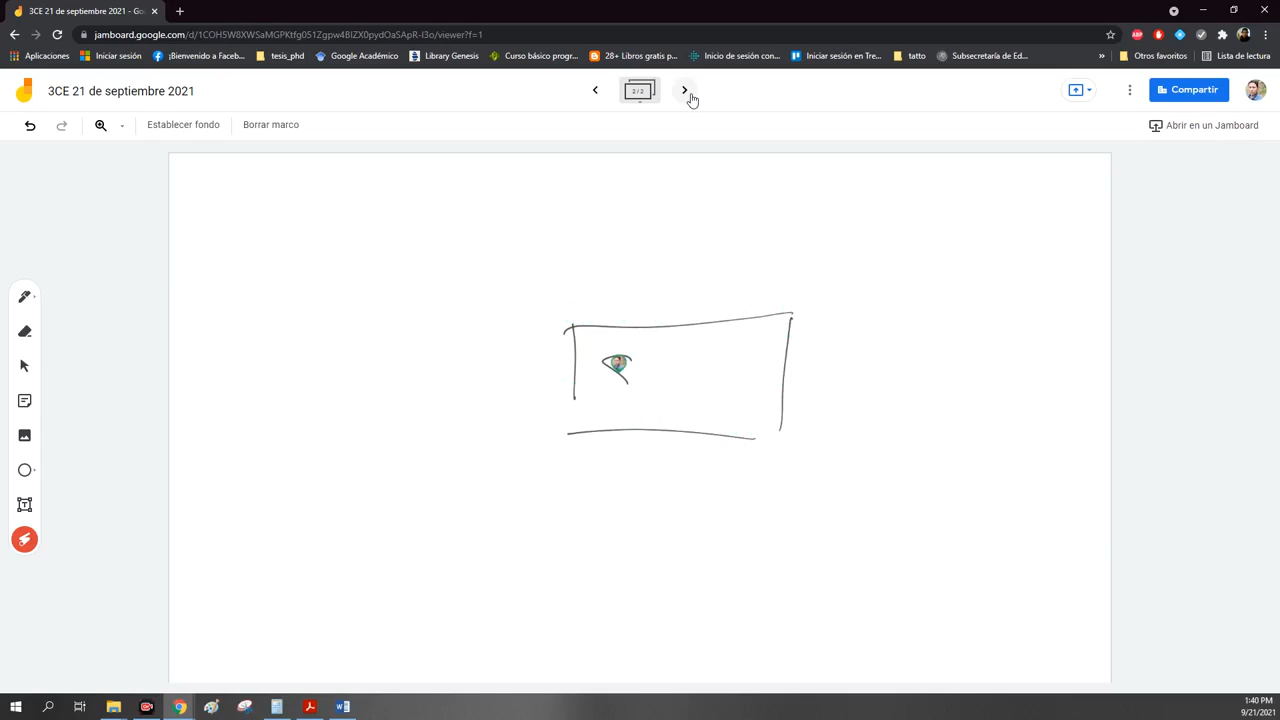 3CE 21 de septiembre 2021 - Go
jamboard.google.com/d/1COH5W8XWSaMGPKtfg051Zgpw4BIZX0pydOaSApR-I3o/viewer?f=1
Aplicaciones
Iniciar sesión
¡Bienvenido a Faceb...
tesis_phd
Google Académico
Library Genesis
Curso básico progr...
28+ Libros gratis p...
Inicio de sesión con...
Iniciar sesión en Tre...
tatto
Subsecretaría de Ed...
»
Otros favoritos
Lista de lectura
3CE 21 de septiembre 2021
2 / 2
Compartir
Establecer fondo
Borrar marco
Abrir en un Jamboard
1:40 PM
9/21/2021